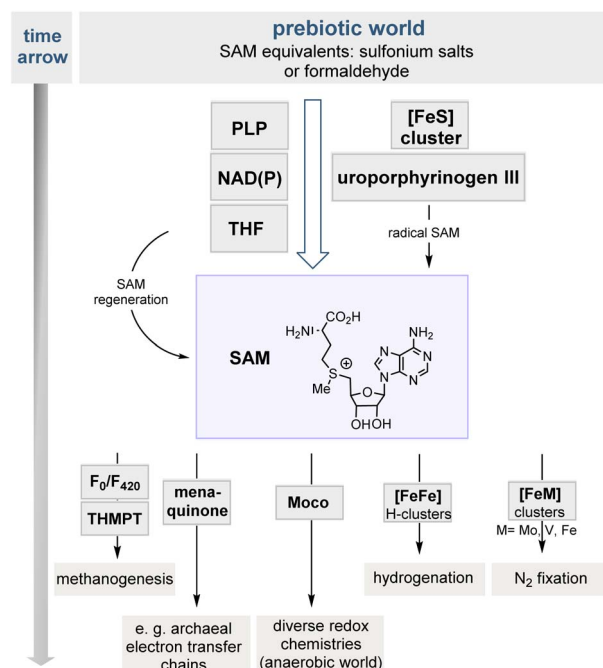 time
arrow
prebiotic world
SAM equivalents: sulfonium salts
or formaldehyde
PLP
NAD(P)
THF
[FeS]
cluster
uroporphyrinogen III
radical SAM
SAM
regeneration
SAM
H₂N
CO₂H
S
⊕
Me
O
OH OH
NH₂
N
N
N
N
F₀/F₄₂₀
THMPT
methanogenesis
mena-
quinone
e. g. archaeal
electron transfer
chains
Moco
diverse redox
chemistries
(anaerobic world)
[FeFe]
H-clusters
hydrogenation
[FeM]
clusters
M= Mo, V, Fe
N₂ fixation